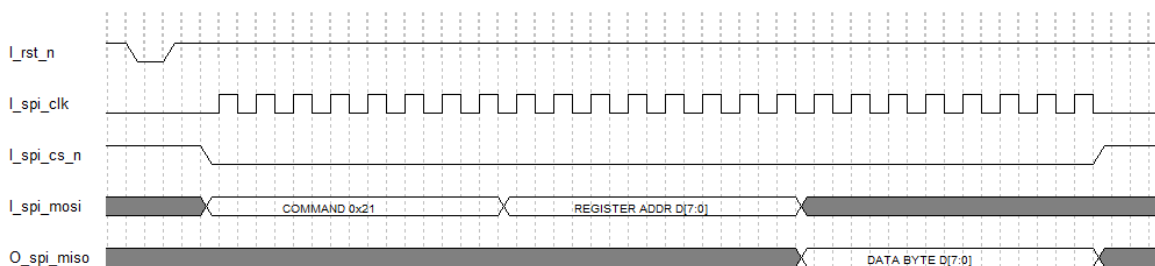 I_rst_n
I_spi_clk
I_spi_cs_n
I_spi_mosi
COMMAND 0x21
REGISTER ADDR D[7:0]
O_spi_miso
DATA BYTE D[7:0]